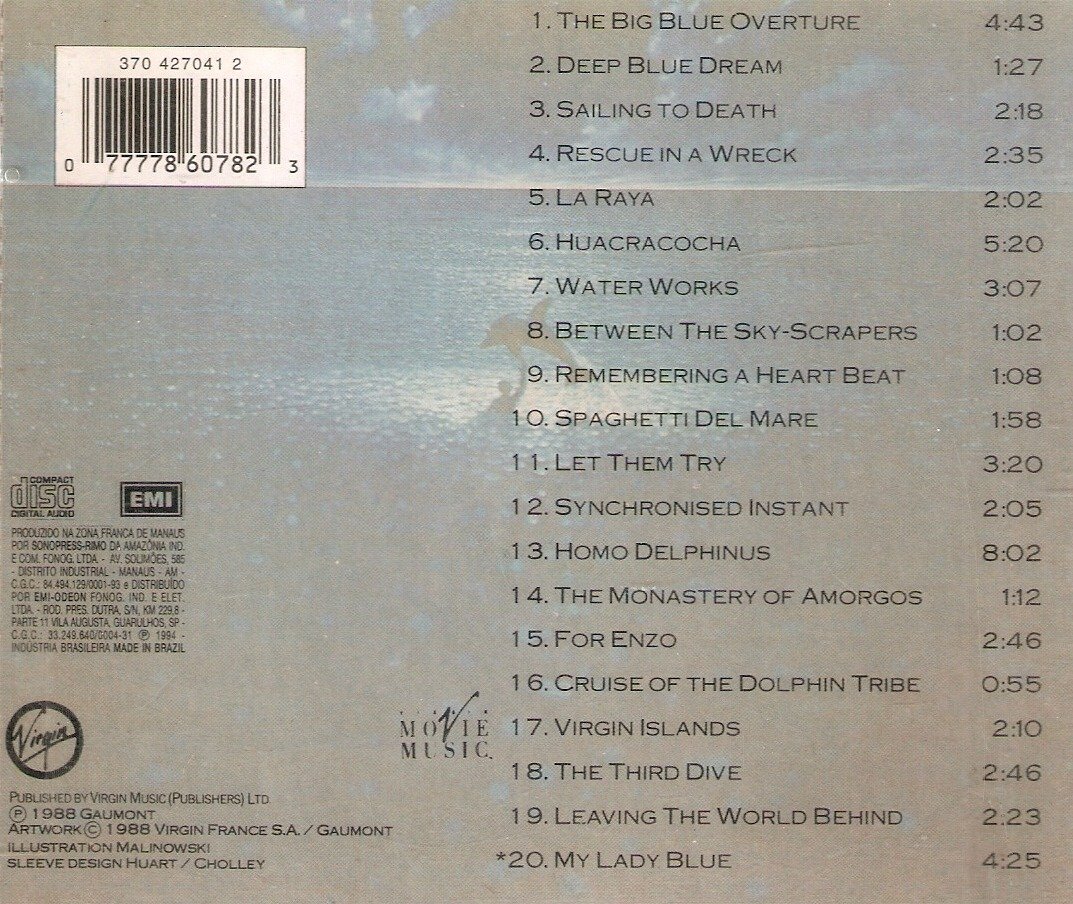 370 427041 2
0 77778 60782 3
1. THE BIG BLUE OVERTURE 4:43
2. DEEP BLUE DREAM 1:27
3. SAILING TO DEATH 2:18
4. RESCUE IN A WRECK 2:35
5. LA RAYA 2:02
6. HUACRACOCHA 5:20
7. WATER WORKS 3:07
8. BETWEEN THE SKY-SCRAPERS 1:02
9. REMEMBERING A HEART BEAT 1:08
10. SPAGHETTI DEL MARE 1:58
11. LET THEM TRY 3:20
12. SYNCHRONISED INSTANT 2:05
13. HOMO DELPHINUS 8:02
14. THE MONASTERY OF AMORGOS 1:12
15. FOR ENZO 2:46
16. CRUISE OF THE DOLPHIN TRIBE 0:55
17. VIRGIN ISLANDS 2:10
18. THE THIRD DIVE 2:46
19. LEAVING THE WORLD BEHIND 2:23
*20. MY LADY BLUE 4:25
COMPACT
disc
DIGITAL AUDIO
EMI
PRODUZIDO NA ZONA FRANCA DE MANAUS
POR SONOPRESS-RIMO DA AMAZÔNIA IND.
E COM. FONOG. LTDA. - AV. SOLIMÕES, 585
- DISTRITO INDUSTRIAL - MANAUS - AM -
C.G.C.: 84.494.129/0001-93 e DISTRIBUÍDO
POR EMI-ODEON FONOG. IND. E ELET.
LTDA. - ROD. PRES. DUTRA, S/N, KM 229,8 -
PARTE 11 VILA AUGUSTA, GUARULHOS, SP -
C.G.C.: 33.249.640/0004-31 Ⓟ 1994 -
INDÚSTRIA BRASILEIRA MADE IN BRAZIL
Virgin
MOVIE
MUSIC
PUBLISHED BY VIRGIN MUSIC (PUBLISHERS) LTD.
Ⓟ 1988 GAUMONT
ARTWORK © 1988 VIRGIN FRANCE S.A. / GAUMONT
ILLUSTRATION MALINOWSKI
SLEEVE DESIGN HUART / CHOLLEY